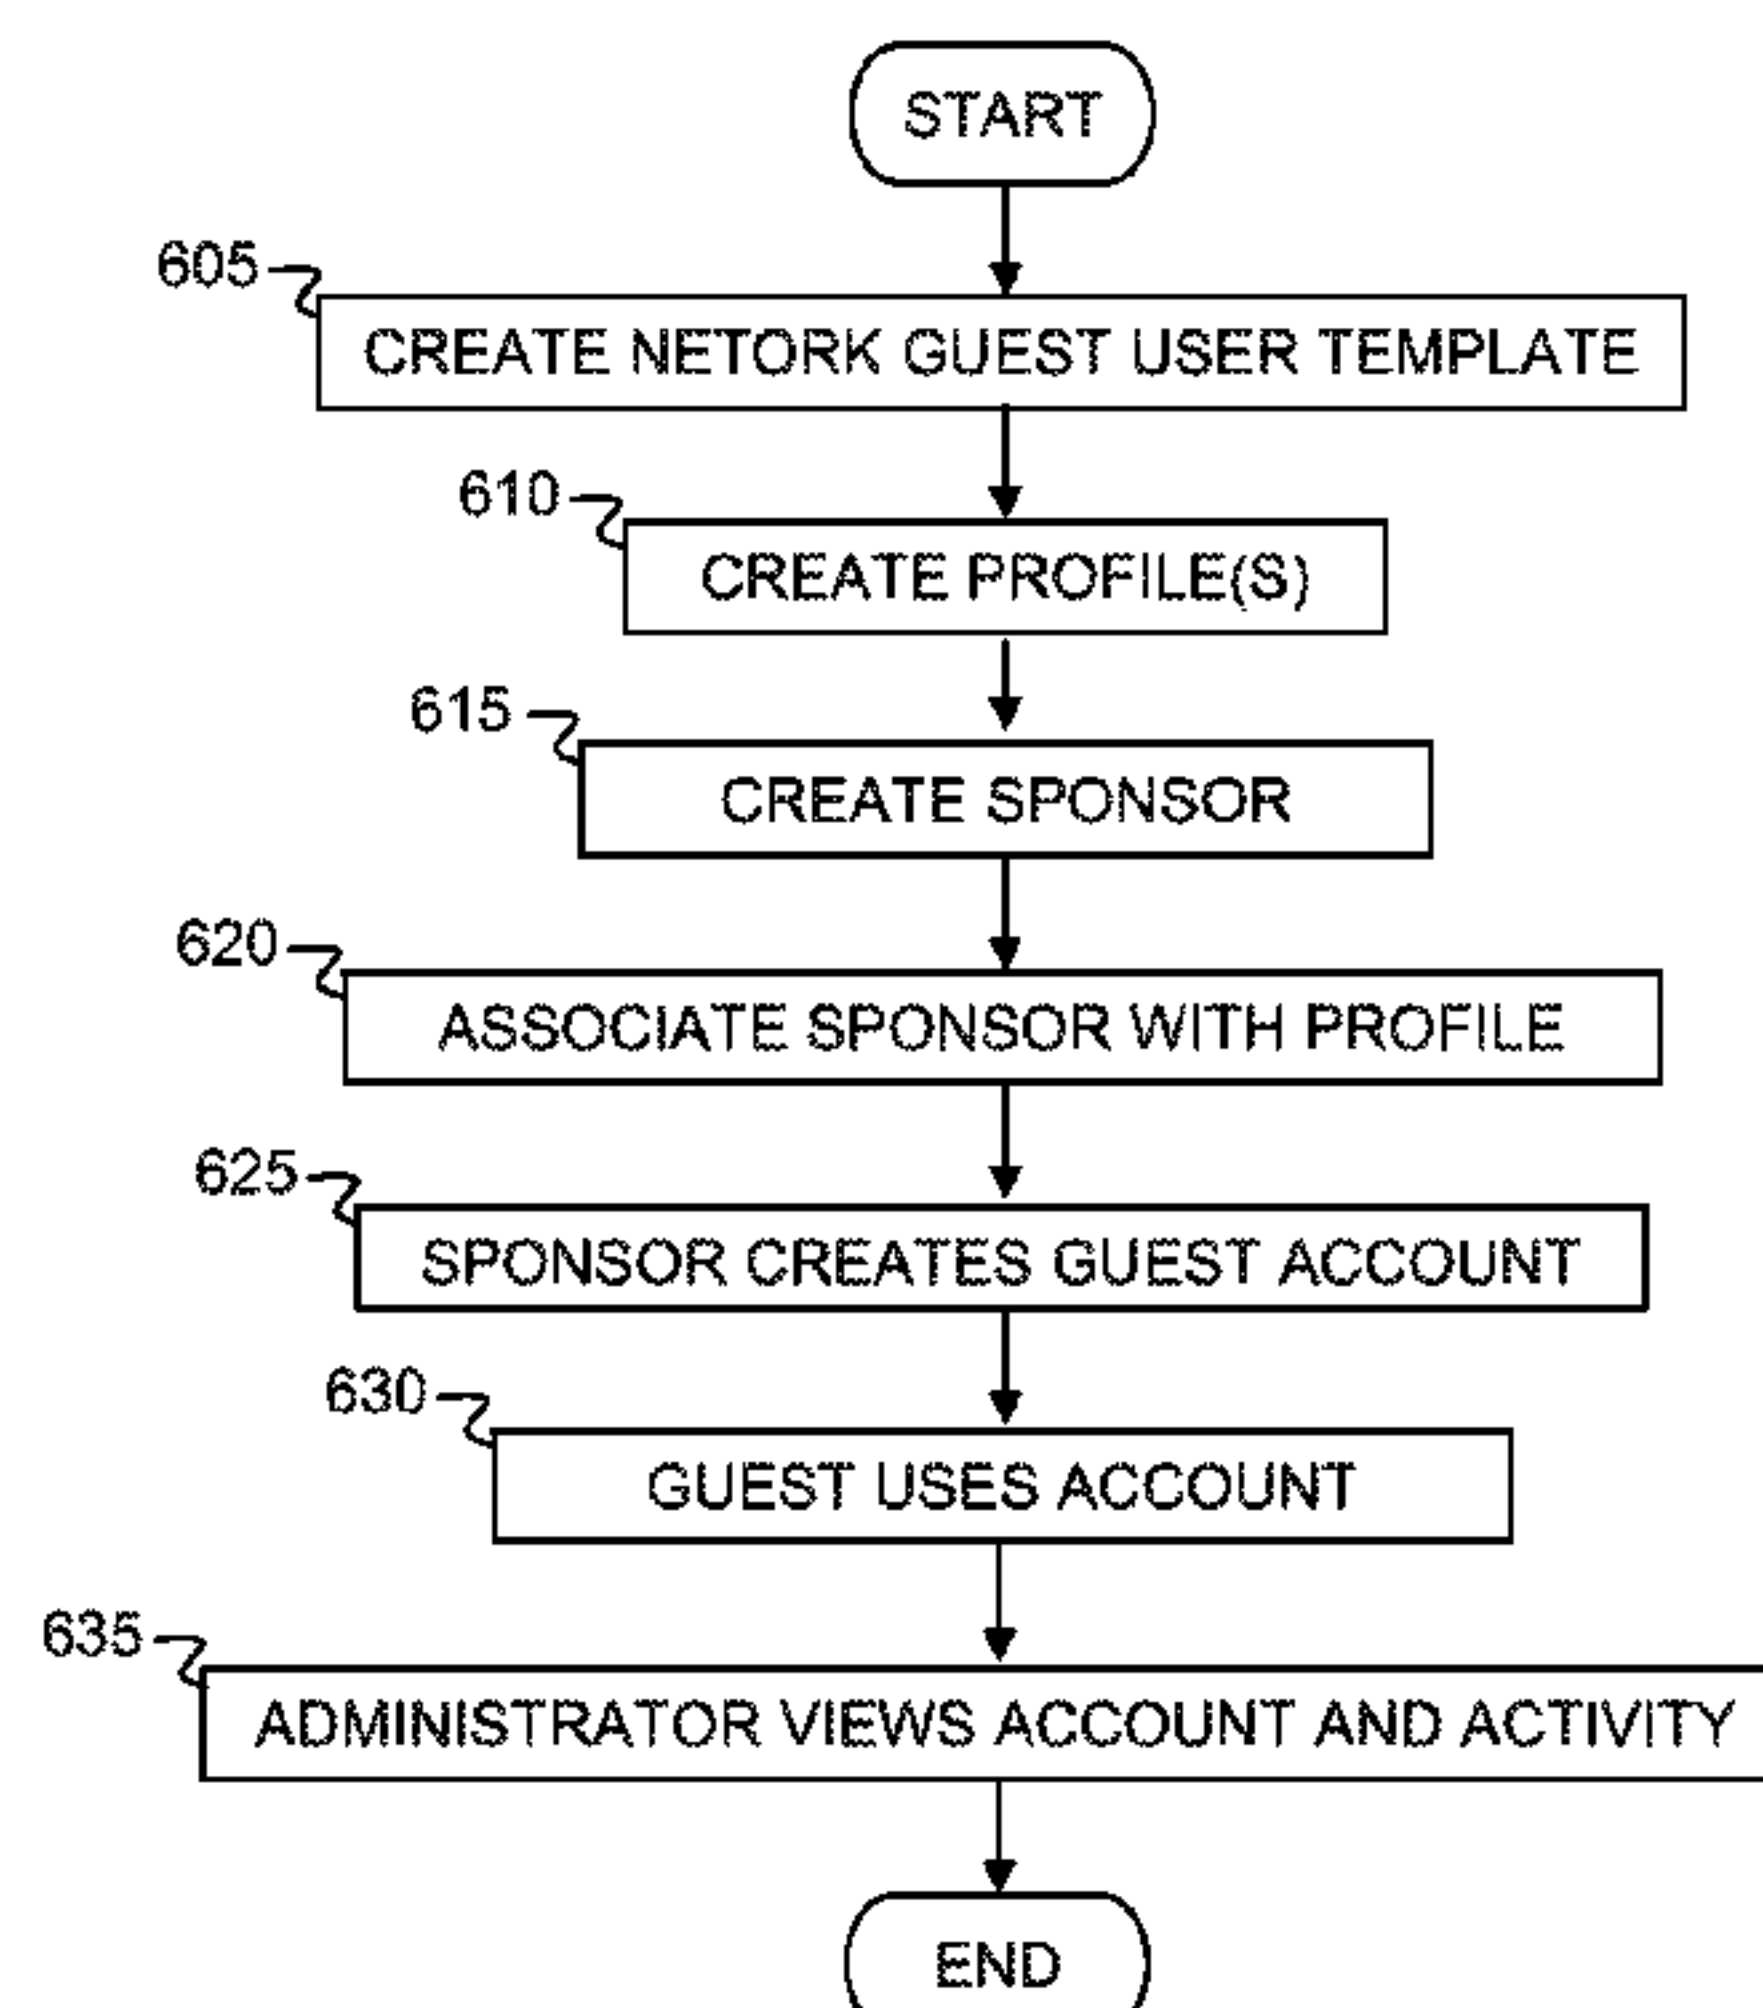 START
605
CREATE NETORK GUEST USER TEMPLATE
610
CREATE PROFILE(S)
615
CREATE SPONSOR
620
ASSOCIATE SPONSOR WITH PROFILE
625
SPONSOR CREATES GUEST ACCOUNT
630
GUEST USES ACCOUNT
635
ADMINISTRATOR VIEWS ACCOUNT AND ACTIVITY
END